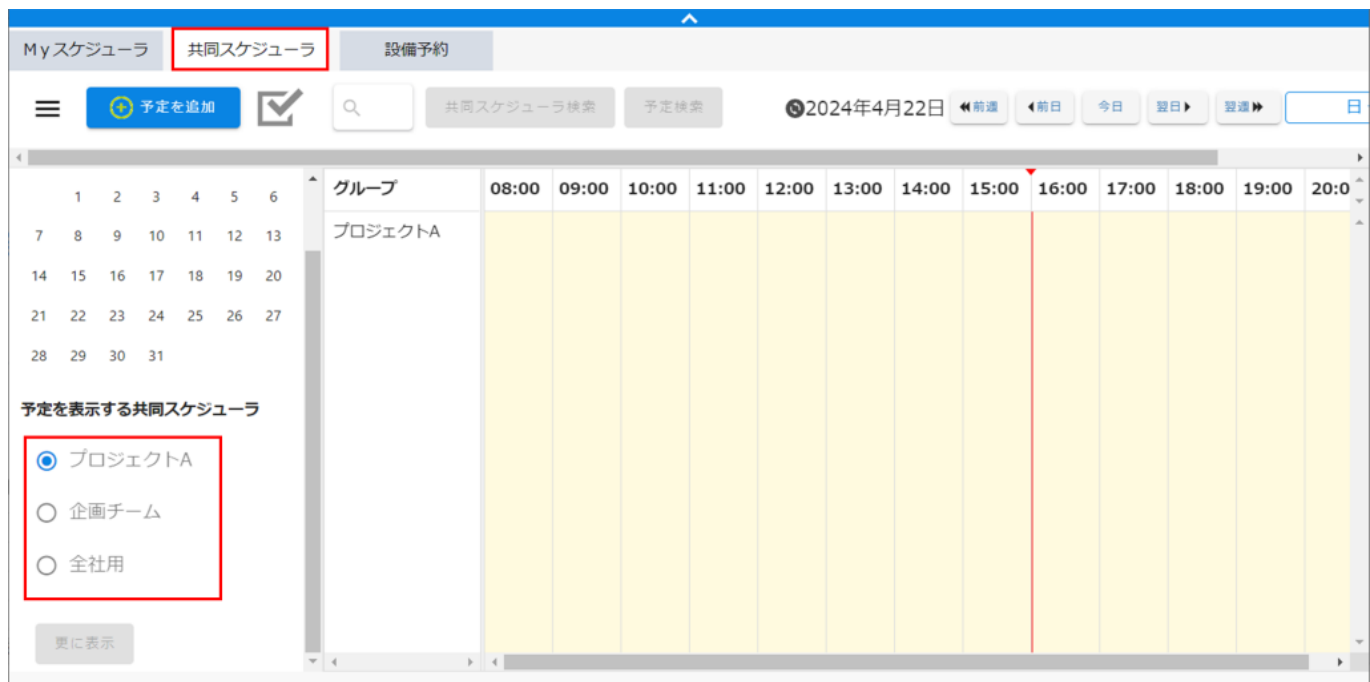 Myスケジューラ 共同スケジューラ 設備予約
予定を追加 共同スケジューラ検索 予定検索 2024年4月22日 前週 前日 今日 翌日 翌週 日
1 2 3 4 5 6
7 8 9 10 11 12 13
14 15 16 17 18 19 20
21 22 23 24 25 26 27
28 29 30 31
予定を表示する共同スケジューラ
プロジェクトA
企画チーム
全社用
更に表示
グループ 08:00 09:00 10:00 11:00 12:00 13:00 14:00 15:00 16:00 17:00 18:00 19:00 20:0
プロジェクトA